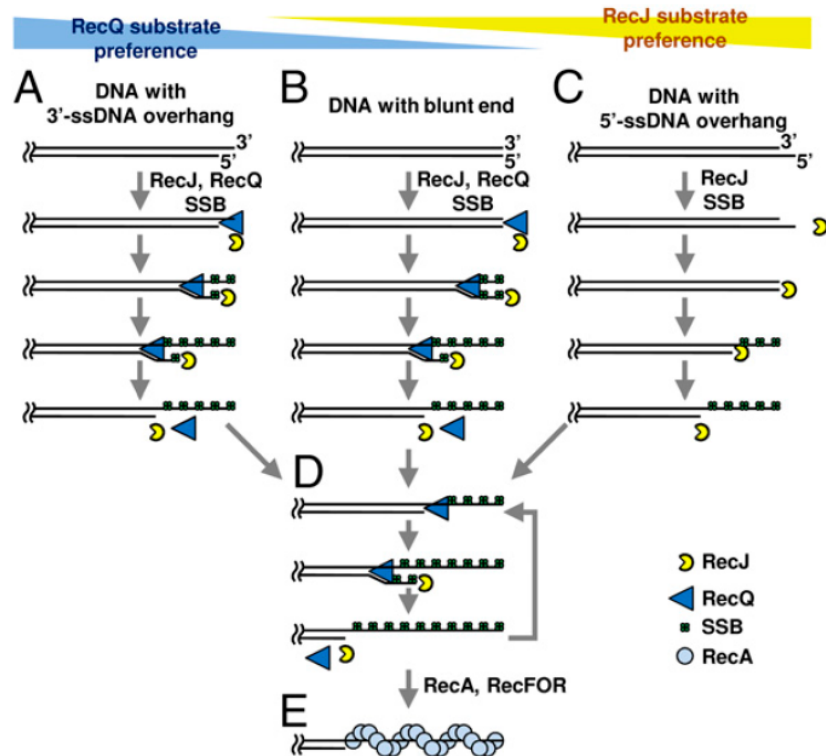 RecQ substrate
preference
RecJ substrate
preference
A
DNA with
3'-ssDNA overhang
B
DNA with blunt end
C
DNA with
5'-ssDNA overhang
3'
5'
3'
5'
3'
5'
RecJ, RecQ
SSB
RecJ, RecQ
SSB
RecJ
SSB
D
RecJ
RecQ
SSB
RecA
RecA, RecFOR
E